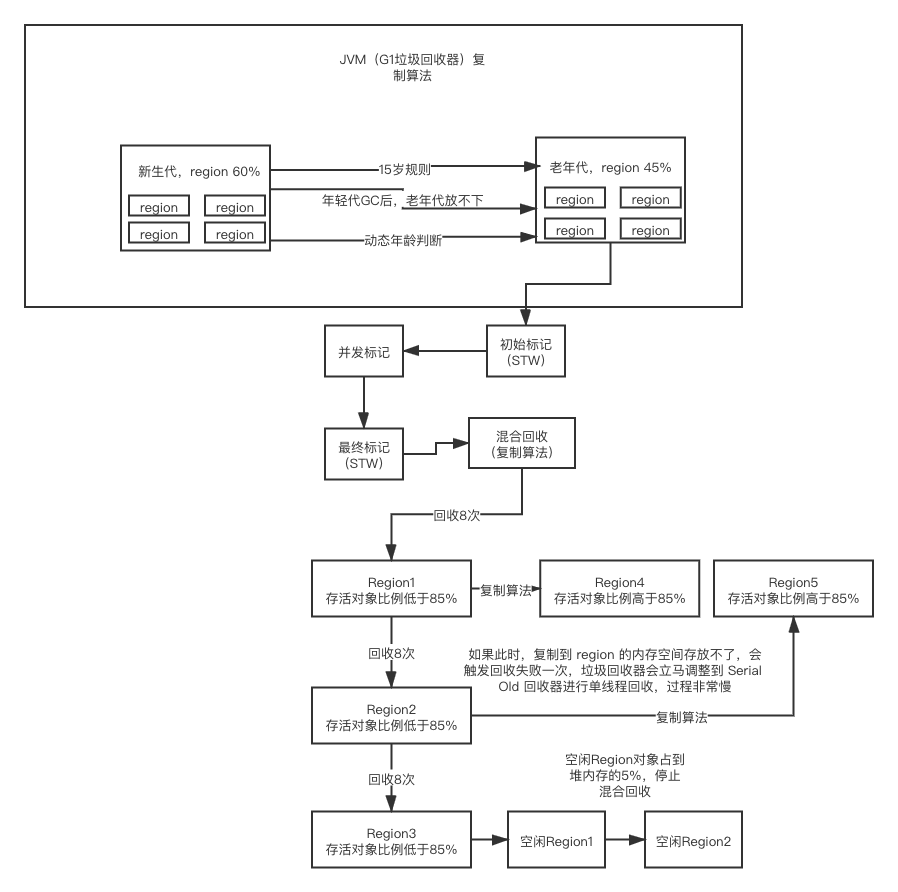 JVM（G1垃圾回收器）复
制算法
新生代，region 60%
region
region
region
region
15岁规则
年轻代GC后，老年代放不下
动态年龄判断
老年代，region 45%
region
region
region
region
初始标记
（STW）
并发标记
最终标记
（STW）
混合回收
（复制算法）
回收8次
Region1
存活对象比例低于85%
复制算法
Region4
存活对象比例高于85%
Region5
存活对象比例高于85%
回收8次
如果此时，复制到 region 的内存空间存放不了，会
触发回收失败一次，垃圾回收器会立马调整到 Serial
Old 回收器进行单线程回收，过程非常慢
Region2
存活对象比例低于85%
复制算法
回收8次
空闲Region对象占到
堆内存的5%，停止
混合回收
Region3
存活对象比例低于85%
空闲Region1
空闲Region2